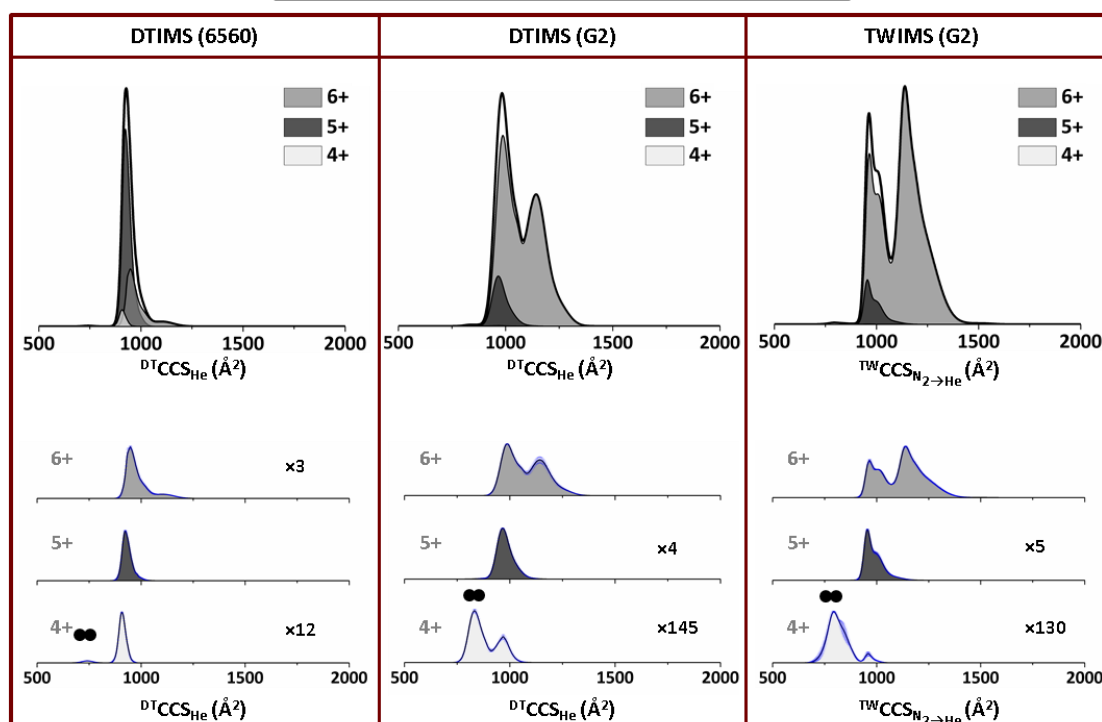 DTIMS (6560)
6+
5+
4+
500 1000 1500 2000
DTCCSHe (Å2)
6+ ×3
5+
4+ ×12
500 1000 1500 2000
DTCCSHe (Å2)
DTIMS (G2)
6+
5+
4+
500 1000 1500 2000
DTCCSHe (Å2)
6+
5+ ×4
4+ ×145
500 1000 1500 2000
DTCCSHe (Å2)
TWIMS (G2)
6+
5+
4+
500 1000 1500 2000
TWCCSN2→He (Å2)
6+
5+ ×5
4+ ×130
500 1000 1500 2000
TWCCSN2→He (Å2)